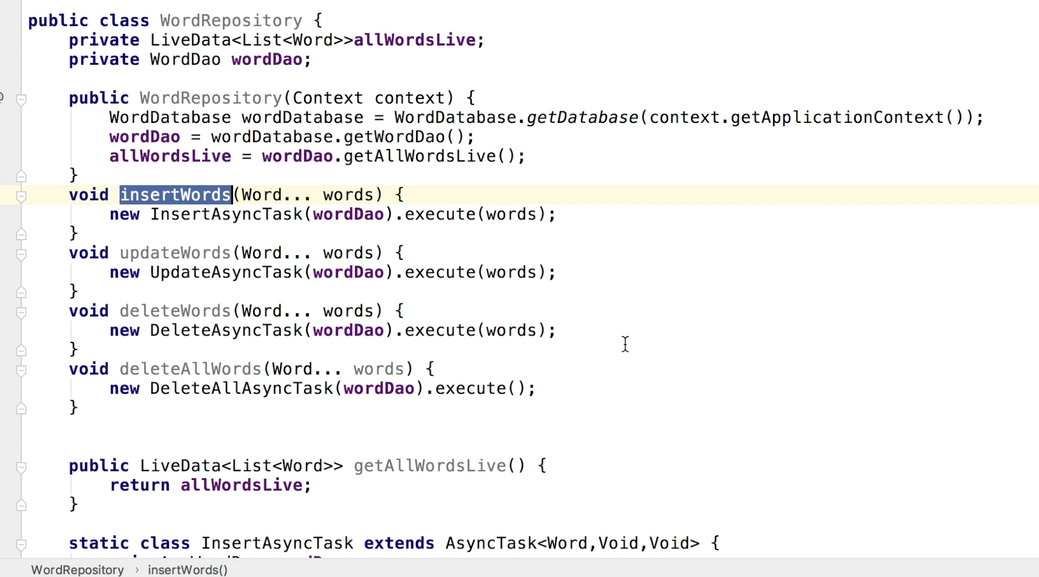 public class WordRepository {
private LiveData<List<Word>>allWordsLive;
private WordDao wordDao;
public WordRepository(Context context) {
WordDatabase wordDatabase = WordDatabase.getDatabase(context.getApplicationContext());
wordDao = wordDatabase.getWordDao();
allWordsLive = wordDao.getAllWordsLive();
}
void insertWords(Word... words) {
new InsertAsyncTask(wordDao).execute(words);
}
void updateWords(Word... words) {
new UpdateAsyncTask(wordDao).execute(words);
}
void deleteWords(Word... words) {
new DeleteAsyncTask(wordDao).execute(words);
}
void deleteAllWords(Word... words) {
new DeleteAllAsyncTask(wordDao).execute();
}
public LiveData<List<Word>> getAllWordsLive() {
return allWordsLive;
}
static class InsertAsyncTask extends AsyncTask<Word,Void,Void> {
WordRepository › insertWords()